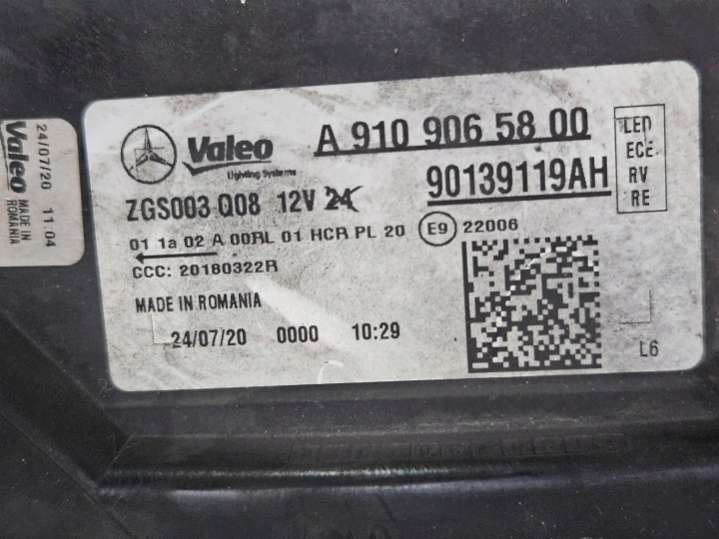 24/07/20 11:04
Valeo MADE IN ROMANIA
Valeo
Lighting Systems
A 910 906 58 00
90139119AH
LED
ECE
RV
RE
ZGS003 Q08 12V 24
01 1a 02 A 00RL 01 HCR PL 20 E9 22006
CCC: 20180322R
MADE IN ROMANIA
24/07/20 0000 10:29
L6